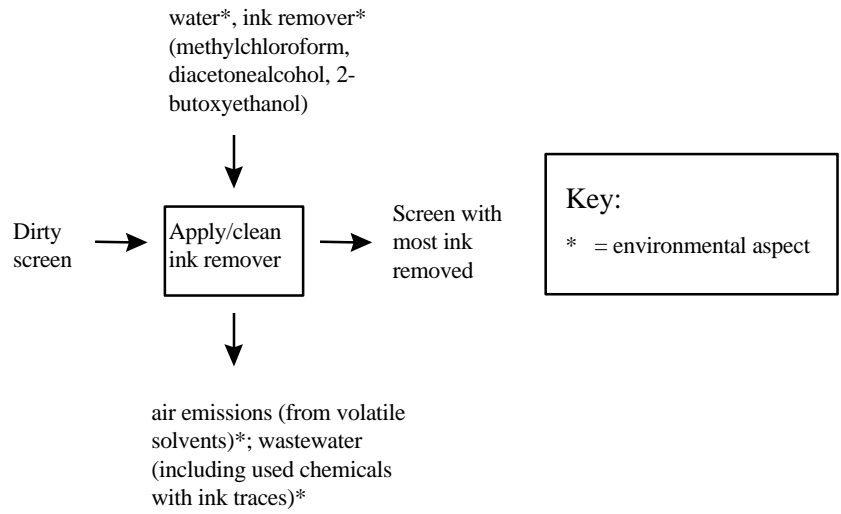 water*, ink remover*
(methylchloroform,
diacetonealcohol, 2-
butoxyethanol)
Dirty
screen
Apply/clean
ink remover
Screen with
most ink
removed
Key:
* = environmental aspect
air emissions (from volatile
solvents)*; wastewater
(including used chemicals
with ink traces)*